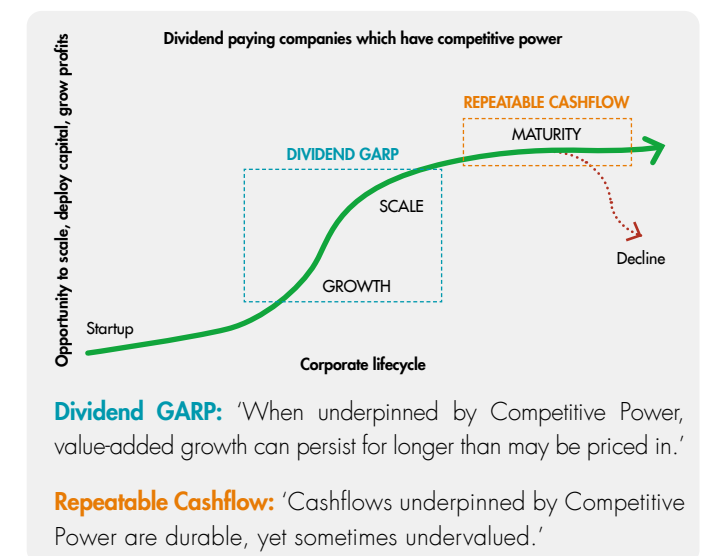 Dividend paying companies which have competitive power
Opportunity to scale, deploy capital, grow profits
REPEATABLE CASHFLOW
MATURITY
DIVIDEND GARP
SCALE
Decline
GROWTH
Startup
Corporate lifecycle
Dividend GARP: ‘When underpinned by Competitive Power,
value-added growth can persist for longer than may be priced in.’
Repeatable Cashflow: ‘Cashflows underpinned by Competitive
Power are durable, yet sometimes undervalued.’